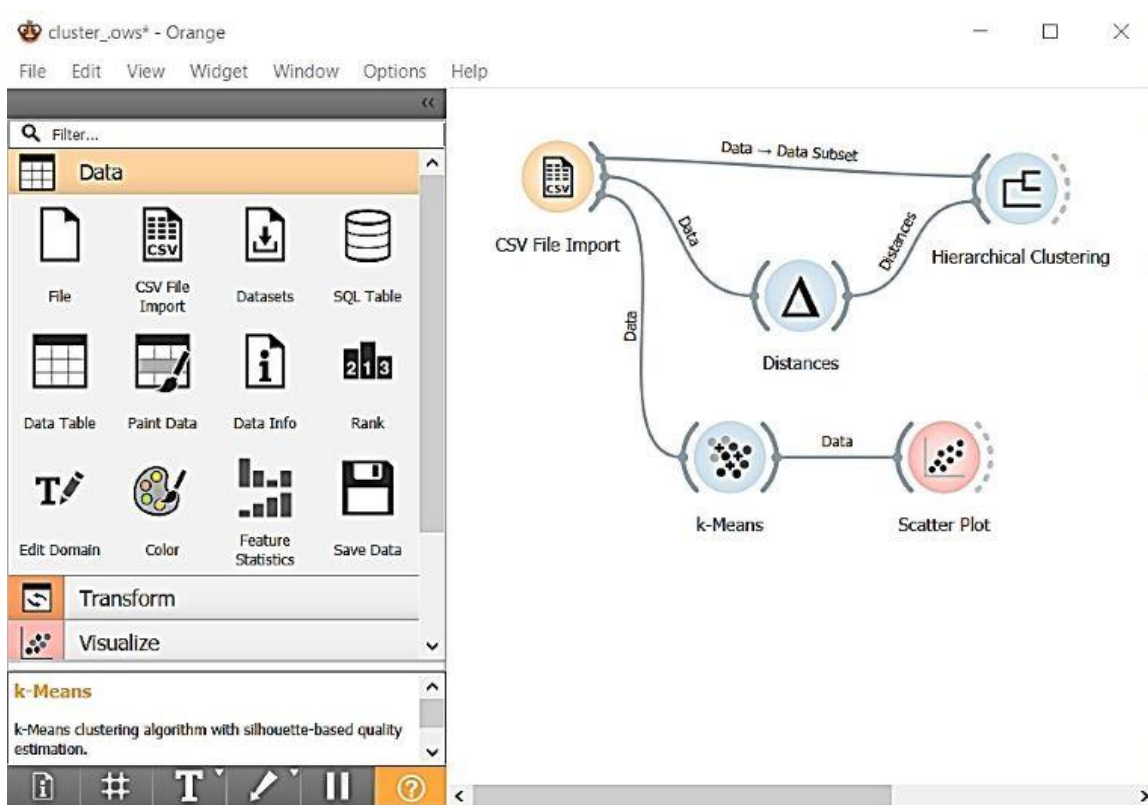 cluster_.ows* - Orange
File Edit View Widget Window Options Help
Filter...
Data
File
CSV File
Import
Datasets
SQL Table
Data Table
Paint Data
Data Info
Rank
Edit Domain
Color
Feature
Statistics
Save Data
Transform
Visualize
k-Means
k-Means clustering algorithm with silhouette-based quality
estimation.
CSV File Import
Data → Data Subset
Hierarchical Clustering
Data
Distances
Distances
Data
k-Means
Data
Scatter Plot